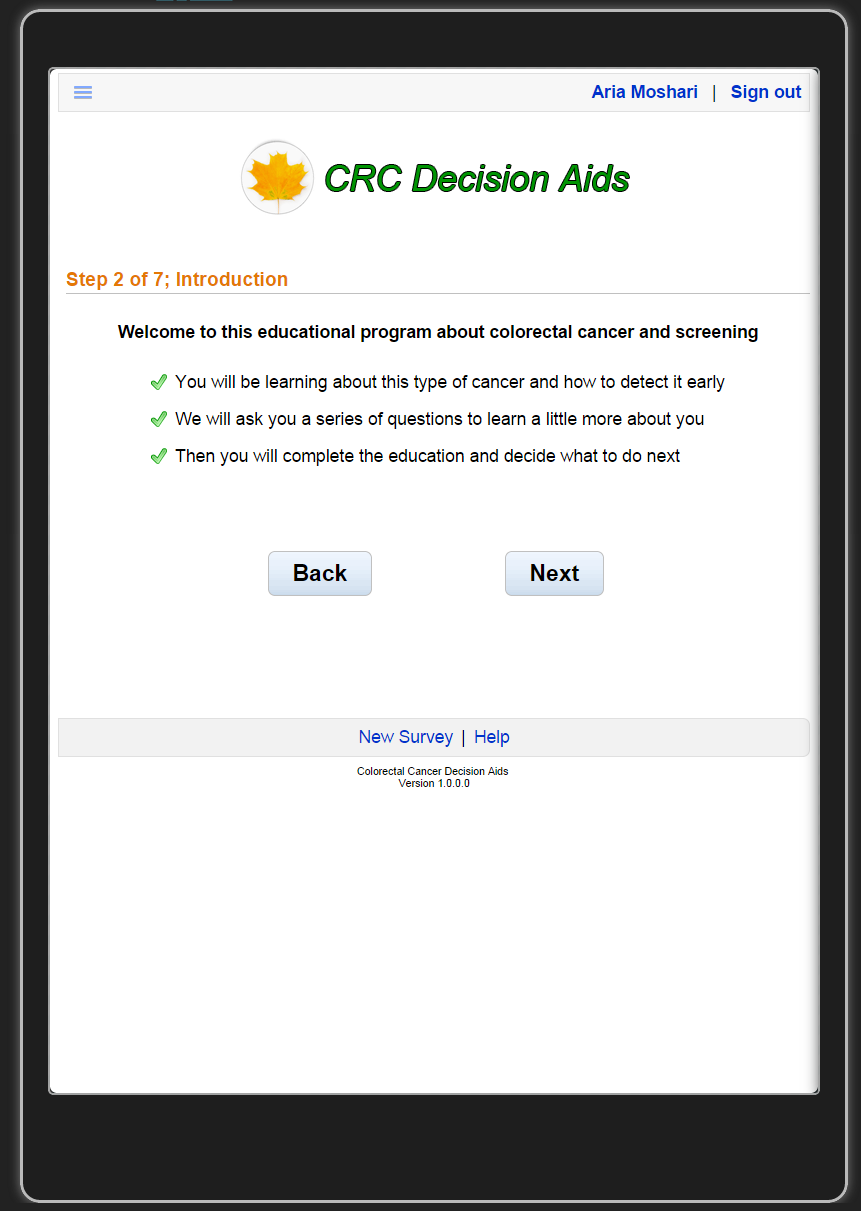 Aria Moshari | Sign out
CRC Decision Aids
Step 2 of 7; Introduction
Welcome to this educational program about colorectal cancer and screening
You will be learning about this type of cancer and how to detect it early
We will ask you a series of questions to learn a little more about you
Then you will complete the education and decide what to do next
Back Next
New Survey | Help
Colorectal Cancer Decision Aids
Version 1.0.0.0